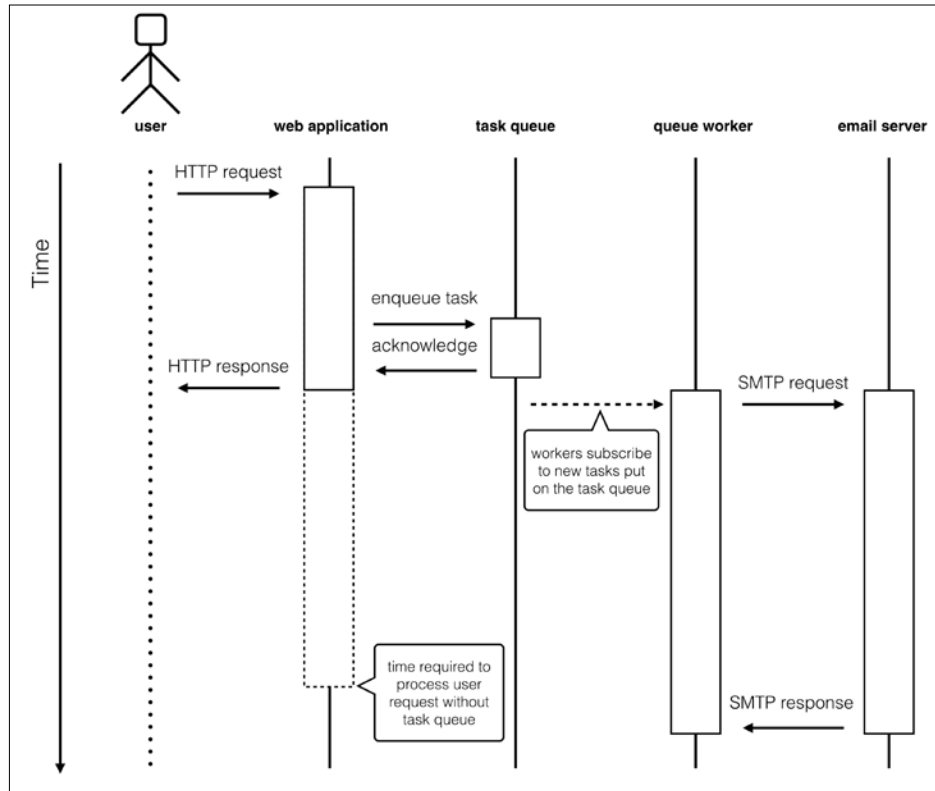 user
web application
task queue
queue worker
email server
Time
HTTP request
enqueue task
acknowledge
HTTP response
SMTP request
workers subscribe
to new tasks put
on the task queue
time required to
process user
request without
task queue
SMTP response